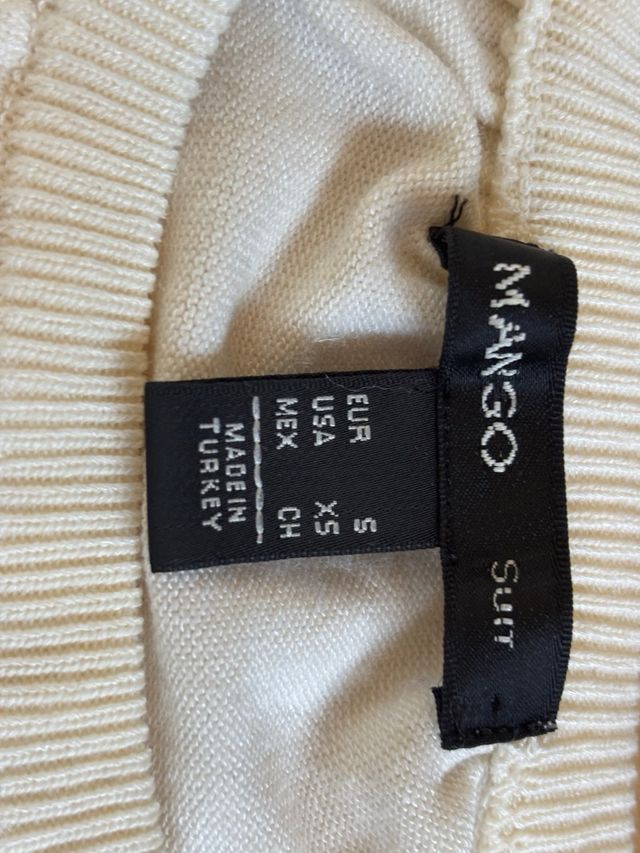 MANGO SUIT
EUR S
USA XS
MEX CH
MADE IN
TURKEY